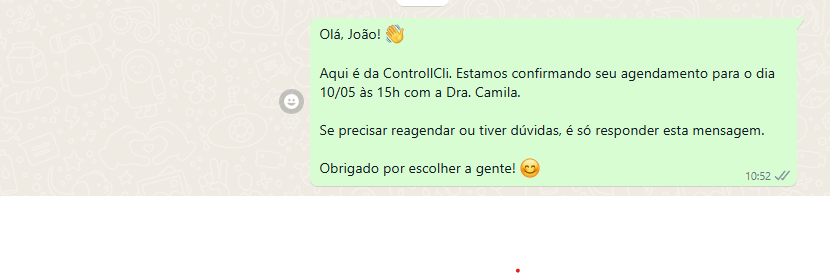 Olá, João! 👋
Aqui é da ControllCli. Estamos confirmando seu agendamento para o dia
10/05 às 15h com a Dra. Camila.
Se precisar reagendar ou tiver dúvidas, é só responder esta mensagem.
Obrigado por escolher a gente! 😊
10:52